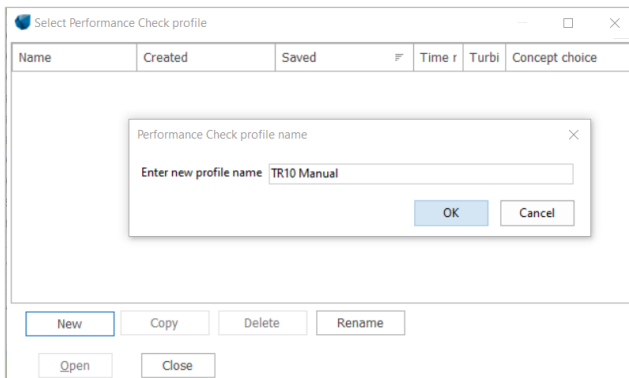 Select Performance Check profile
Name Created Saved Time r Turbi Concept choice
Performance Check profile name
Enter new profile name TR10 Manual
OK Cancel
New Copy Delete Rename
Open Close